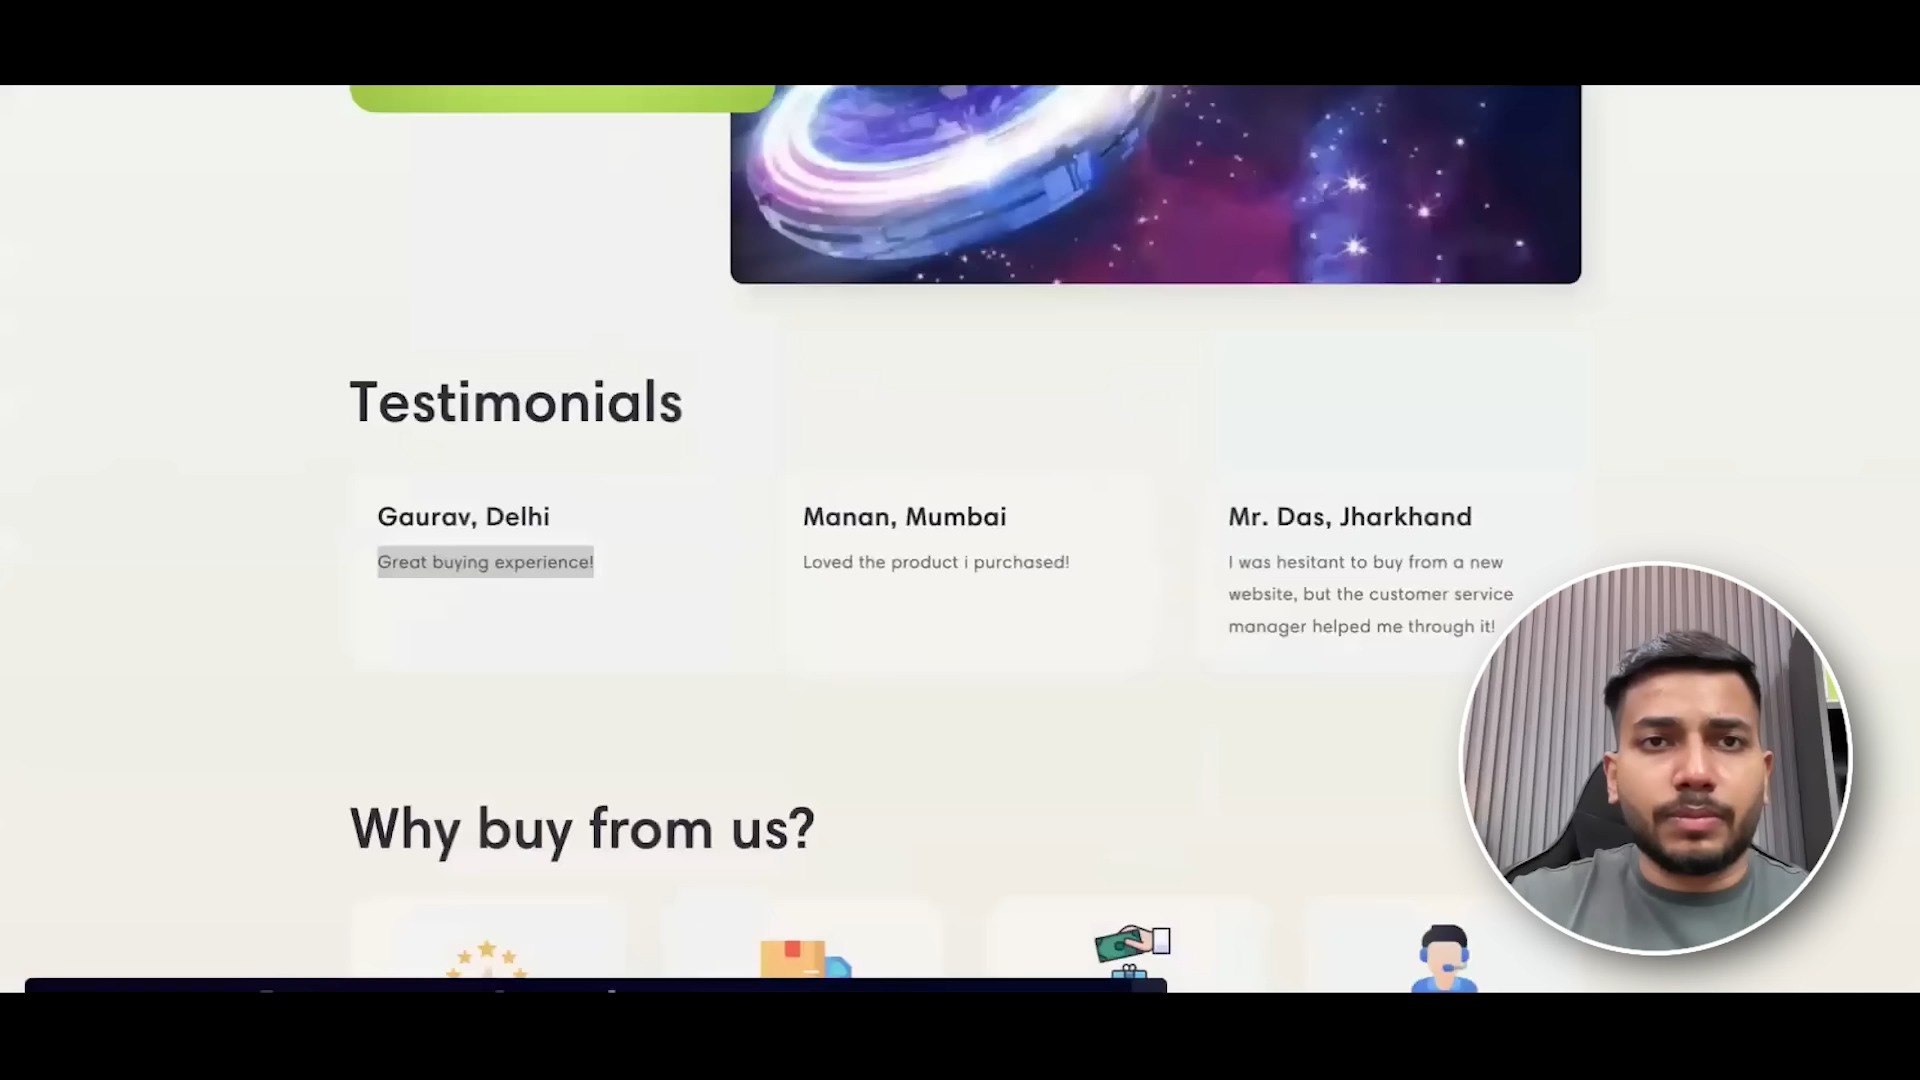 Testimonials
Gaurav, Delhi
Great buying experience!
Manan, Mumbai
Loved the product i purchased!
Mr. Das, Jharkhand
I was hesitant to buy from a new
website, but the customer service
manager helped me through it!
Why buy from us?